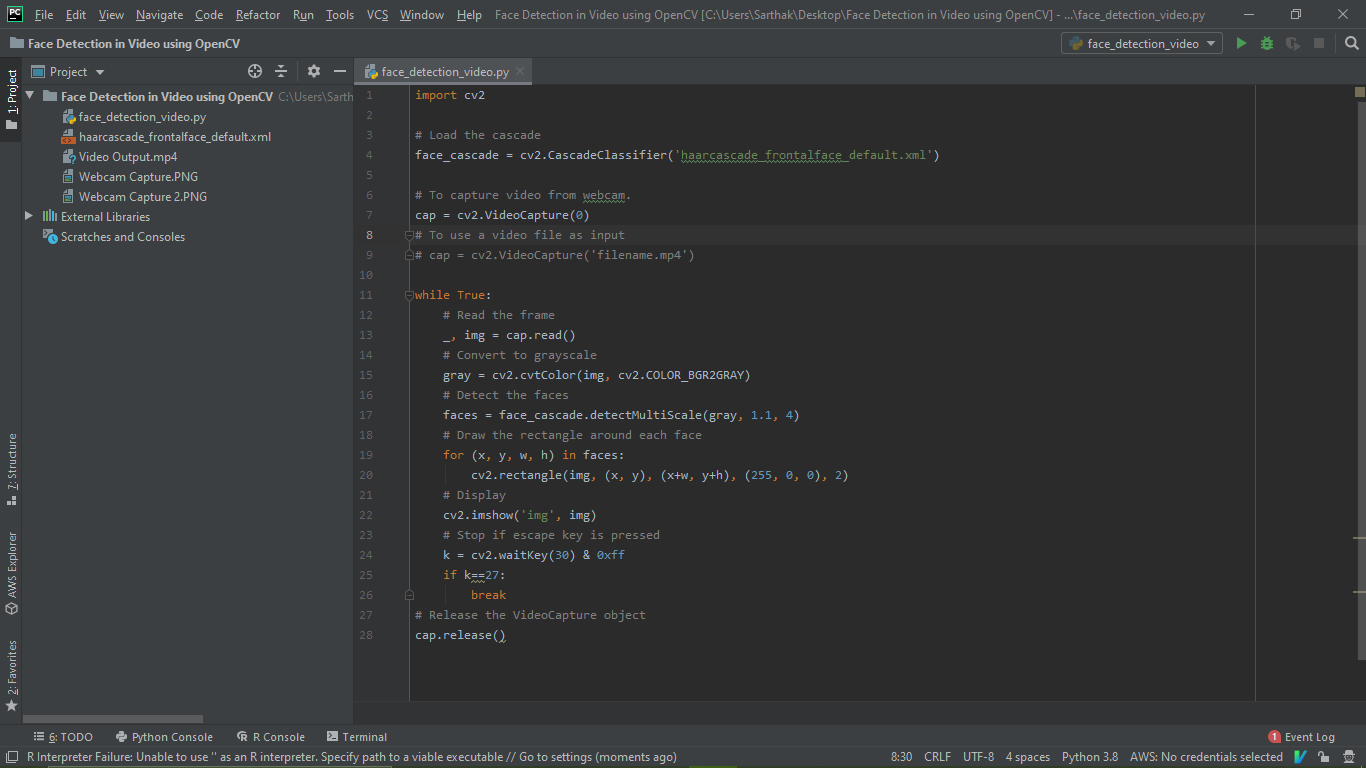 PC File Edit View Navigate Code Refactor Run Tools VCS Window Help Face Detection in Video using OpenCV [C:\Users\Sarthak\Desktop\Face Detection in Video using OpenCV] - ...\face_detection_video.py
Face Detection in Video using OpenCV face_detection_video
1: Project
Project
Face Detection in Video using OpenCV C:\Users\Sarth
face_detection_video.py
haarcascade_frontalface_default.xml
Video Output.mp4
Webcam Capture.PNG
Webcam Capture 2.PNG
External Libraries
Scratches and Consoles
7: Structure
AWS Explorer
2: Favorites
face_detection_video.py
1 import cv2
2
3 # Load the cascade
4 face_cascade = cv2.CascadeClassifier('haarcascade_frontalface_default.xml')
5
6 # To capture video from webcam.
7 cap = cv2.VideoCapture(0)
8 # To use a video file as input
9 # cap = cv2.VideoCapture('filename.mp4')
10
11 while True:
12     # Read the frame
13     _, img = cap.read()
14     # Convert to grayscale
15     gray = cv2.cvtColor(img, cv2.COLOR_BGR2GRAY)
16     # Detect the faces
17     faces = face_cascade.detectMultiScale(gray, 1.1, 4)
18     # Draw the rectangle around each face
19     for (x, y, w, h) in faces:
20         cv2.rectangle(img, (x, y), (x+w, y+h), (255, 0, 0), 2)
21     # Display
22     cv2.imshow('img', img)
23     # Stop if escape key is pressed
24     k = cv2.waitKey(30) & 0xff
25     if k==27:
26         break
27 # Release the VideoCapture object
28 cap.release()
6: TODO Python Console R Console Terminal 1 Event Log
R Interpreter Failure: Unable to use '' as an R interpreter. Specify path to a viable executable // Go to settings (moments ago) 8:30 CRLF UTF-8 4 spaces Python 3.8 AWS: No credentials selected